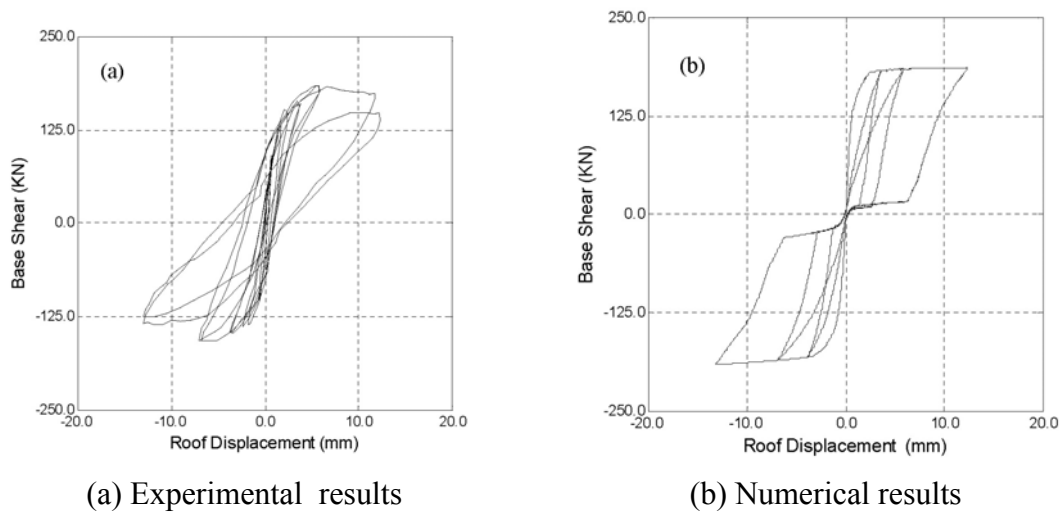 250.0
125.0
0.0
-125.0
-250.0
-20.0 -10.0 0.0 10.0 20.0
Base Shear (KN)
Roof Displacement (mm)
(a)
250.0
125.0
0.0
-125.0
-250.0
-20.0 -10.0 0.0 10.0 20.0
Base Shear (KN)
Roof Displacement (mm)
(b)
(a) Experimental results
(b) Numerical results